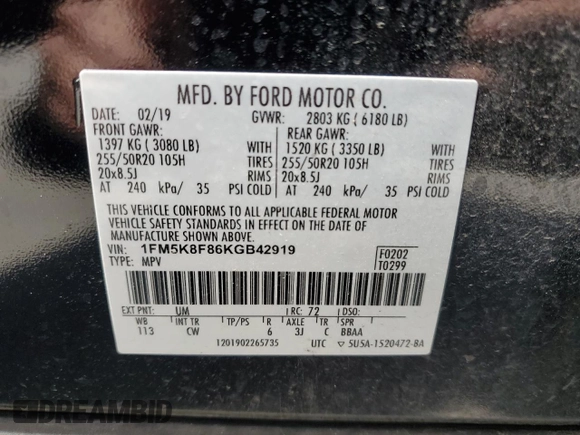 MFD. BY FORD MOTOR CO.
DATE: 02/19 GVWR: 2803 KG ( 6180 LB)
FRONT GAWR: REAR GAWR:
1397 KG ( 3080 LB) WITH 1520 KG ( 3350 LB) WITH
255/50R20 105H TIRES 255/50R20 105H TIRES
20x8.5J RIMS 20x8.5J RIMS
AT 240 kPa/ 35 PSI COLD AT 240 kPa/ 35 PSI COLD
THIS VEHICLE CONFORMS TO ALL APPLICABLE FEDERAL MOTOR
VEHICLE SAFETY STANDARDS IN EFFECT ON THE DATE OF
MANUFACTURE SHOWN ABOVE.
VIN: 1FM5K8F86KGB42919 F0202
TYPE: MPV T0299
EXT PNT: UM RC: 72 DSO:
WB INT TR TP/PS R AXLE TR SPR
113 CW 6 3J C BBAA
1201902265735 UTC ▽ 5U5A-1520472-BA
DREAMBID